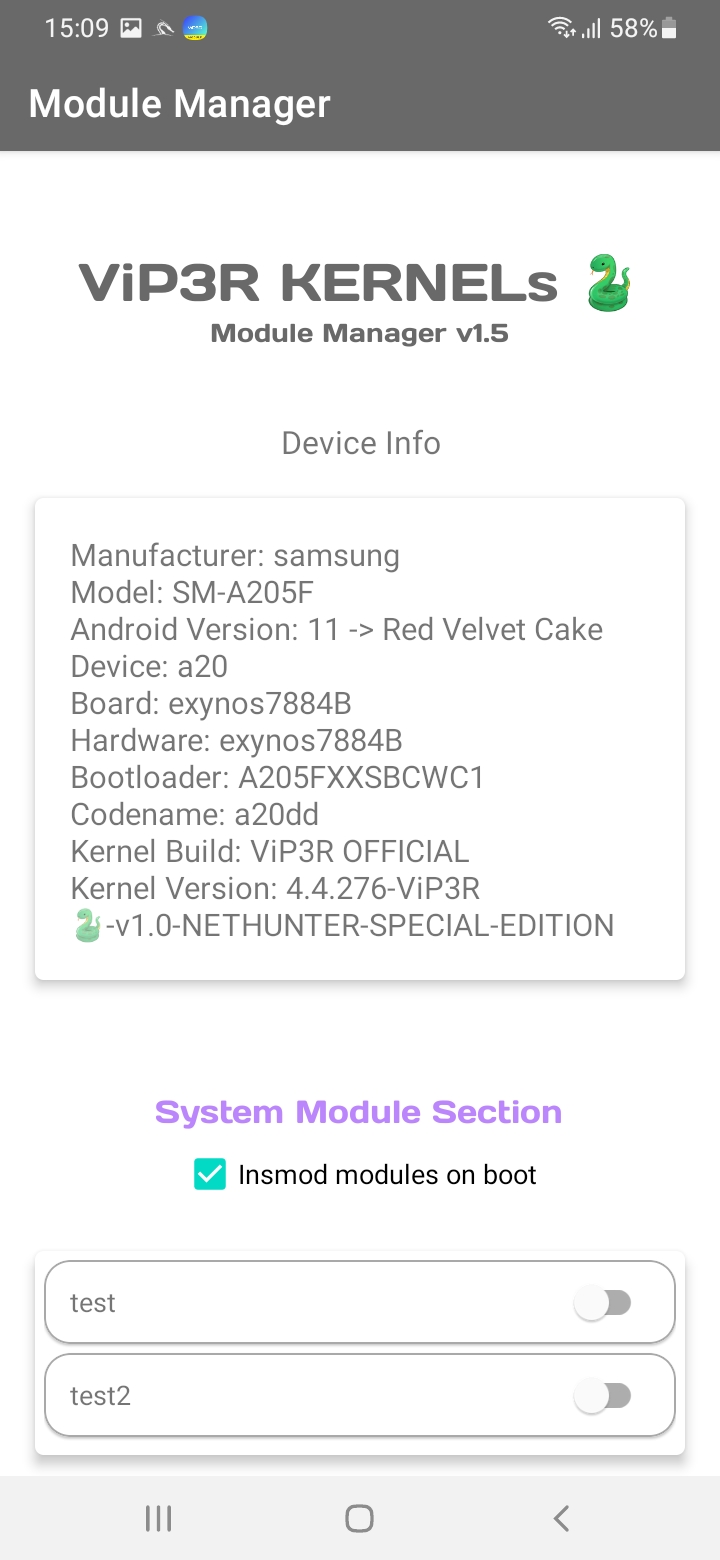 15:09 58%
Module Manager
ViP3R KERNELs 🐍
Module Manager v1.5
Device Info
Manufacturer: samsung
Model: SM-A205F
Android Version: 11 -> Red Velvet Cake
Device: a20
Board: exynos7884B
Hardware: exynos7884B
Bootloader: A205FXXSBCWC1
Codename: a20dd
Kernel Build: ViP3R OFFICIAL
Kernel Version: 4.4.276-ViP3R
🐍-v1.0-NETHUNTER-SPECIAL-EDITION
System Module Section
Insmod modules on boot
test
test2